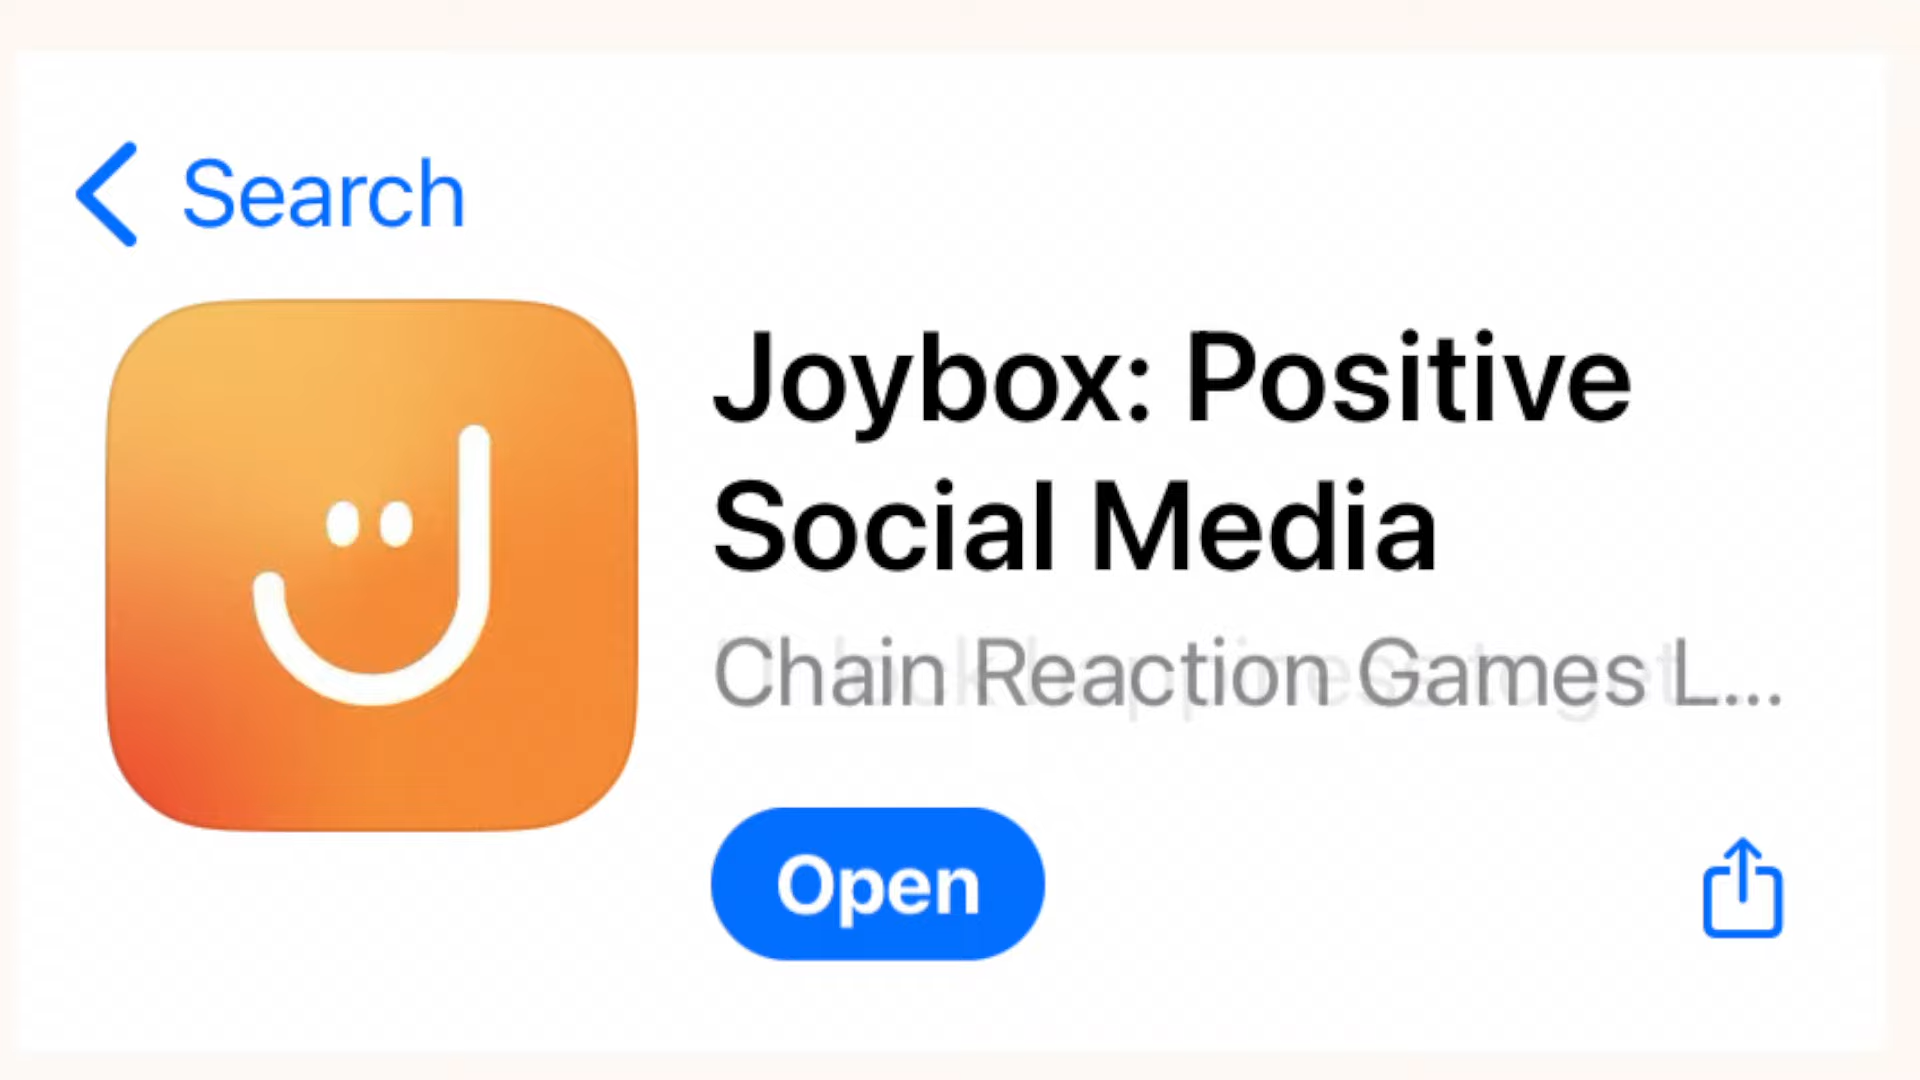 Search
Joybox: Positive
Social Media
Chain Reaction Games L...
Open